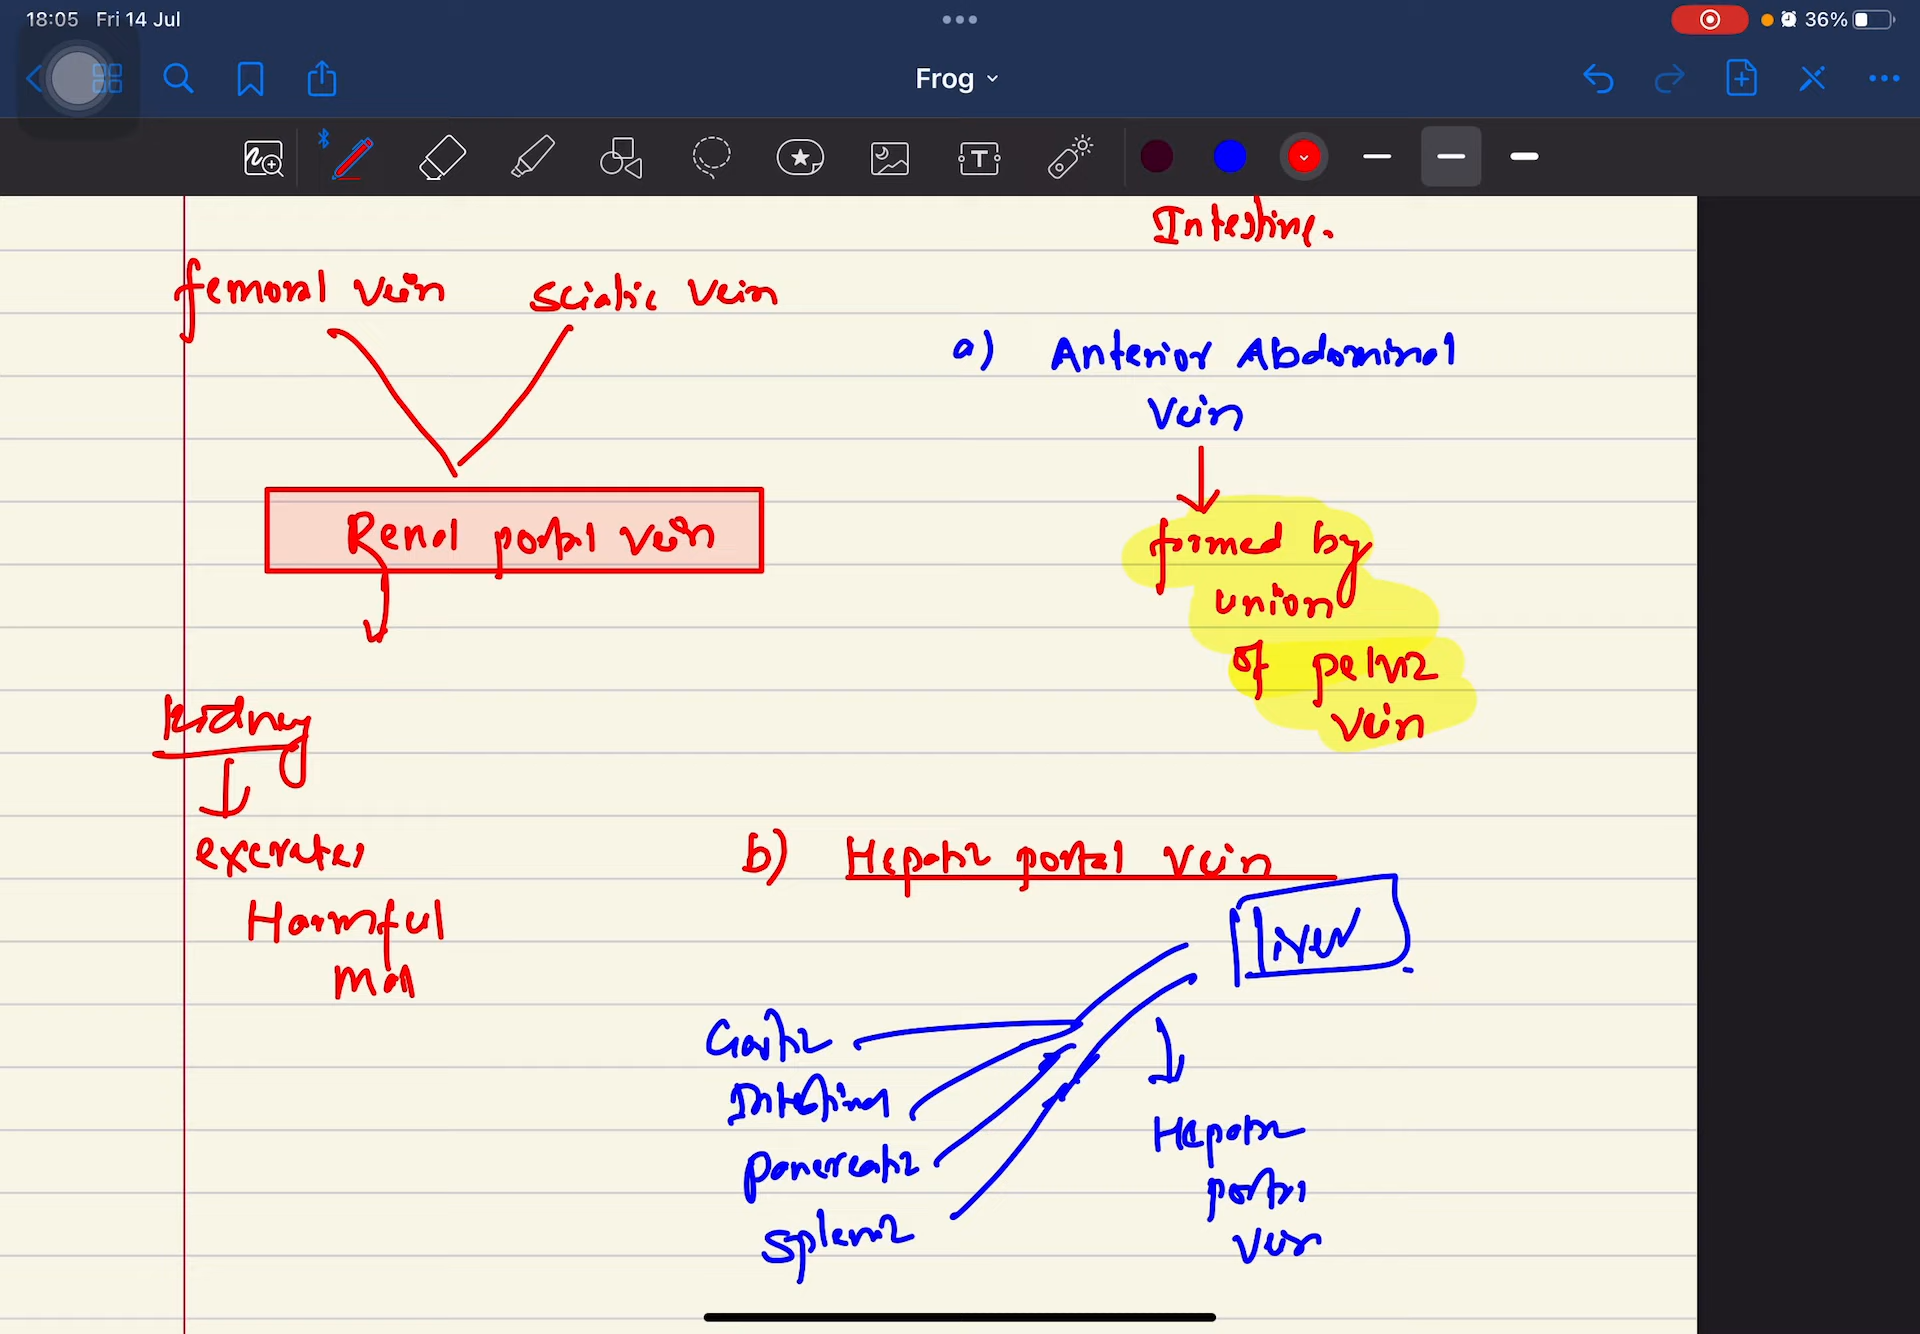 18:05 Fri 14 Jul
36%
Frog
T
Intestine.
femoral vein
sciatic vein
Renal portal vein
kidney
excrates
Harmful
mat
a) Anterior Abdominal
Vein
formed by
union
of pelvic
vein
b) Hepatic portal vein
liver
Gastric
Intestinal
pancreatic
splenic
Hepatic
portal
vein